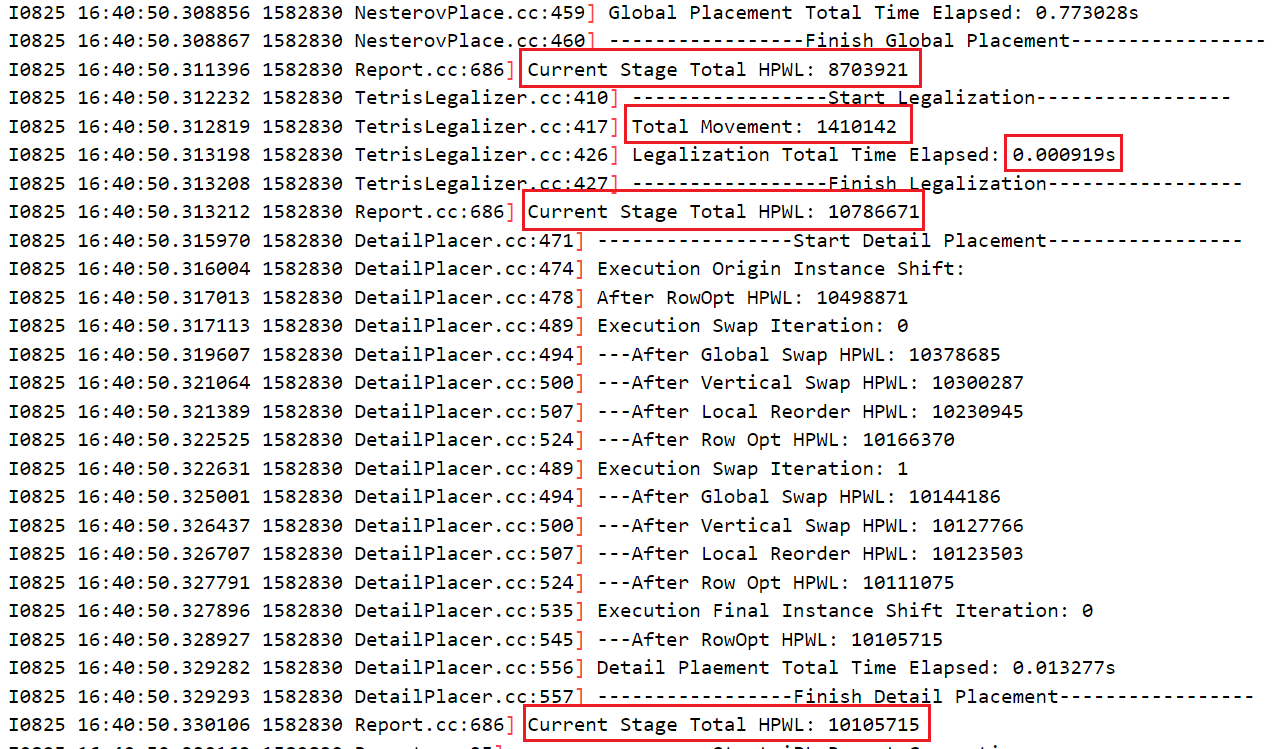 I0825 16:40:50.308856 1582830 NesterovPlace.cc:459] Global Placement Total Time Elapsed: 0.773028s
I0825 16:40:50.308867 1582830 NesterovPlace.cc:460] -----------------Finish Global Placement-----------------
I0825 16:40:50.311396 1582830 Report.cc:686] Current Stage Total HPWL: 8703921
I0825 16:40:50.312232 1582830 TetrisLegalizer.cc:410] -----------------Start Legalization-----------------
I0825 16:40:50.312819 1582830 TetrisLegalizer.cc:417] Total Movement: 1410142
I0825 16:40:50.313198 1582830 TetrisLegalizer.cc:426] Legalization Total Time Elapsed: 0.000919s
I0825 16:40:50.313208 1582830 TetrisLegalizer.cc:427] -----------------Finish Legalization-----------------
I0825 16:40:50.313212 1582830 Report.cc:686] Current Stage Total HPWL: 10786671
I0825 16:40:50.315970 1582830 DetailPlacer.cc:471] -----------------Start Detail Placement-----------------
I0825 16:40:50.316004 1582830 DetailPlacer.cc:474] Execution Origin Instance Shift:
I0825 16:40:50.317013 1582830 DetailPlacer.cc:478] After RowOpt HPWL: 10498871
I0825 16:40:50.317113 1582830 DetailPlacer.cc:489] Execution Swap Iteration: 0
I0825 16:40:50.319607 1582830 DetailPlacer.cc:494] ---After Global Swap HPWL: 10378685
I0825 16:40:50.321064 1582830 DetailPlacer.cc:500] ---After Vertical Swap HPWL: 10300287
I0825 16:40:50.321389 1582830 DetailPlacer.cc:507] ---After Local Reorder HPWL: 10230945
I0825 16:40:50.322525 1582830 DetailPlacer.cc:524] ---After Row Opt HPWL: 10166370
I0825 16:40:50.322631 1582830 DetailPlacer.cc:489] Execution Swap Iteration: 1
I0825 16:40:50.325001 1582830 DetailPlacer.cc:494] ---After Global Swap HPWL: 10144186
I0825 16:40:50.326437 1582830 DetailPlacer.cc:500] ---After Vertical Swap HPWL: 10127766
I0825 16:40:50.326707 1582830 DetailPlacer.cc:507] ---After Local Reorder HPWL: 10123503
I0825 16:40:50.327791 1582830 DetailPlacer.cc:524] ---After Row Opt HPWL: 10111075
I0825 16:40:50.327896 1582830 DetailPlacer.cc:535] Execution Final Instance Shift Iteration: 0
I0825 16:40:50.328927 1582830 DetailPlacer.cc:545] ---After RowOpt HPWL: 10105715
I0825 16:40:50.329282 1582830 DetailPlacer.cc:556] Detail Plaement Total Time Elapsed: 0.013277s
I0825 16:40:50.329293 1582830 DetailPlacer.cc:557] -----------------Finish Detail Placement-----------------
I0825 16:40:50.330106 1582830 Report.cc:686] Current Stage Total HPWL: 10105715